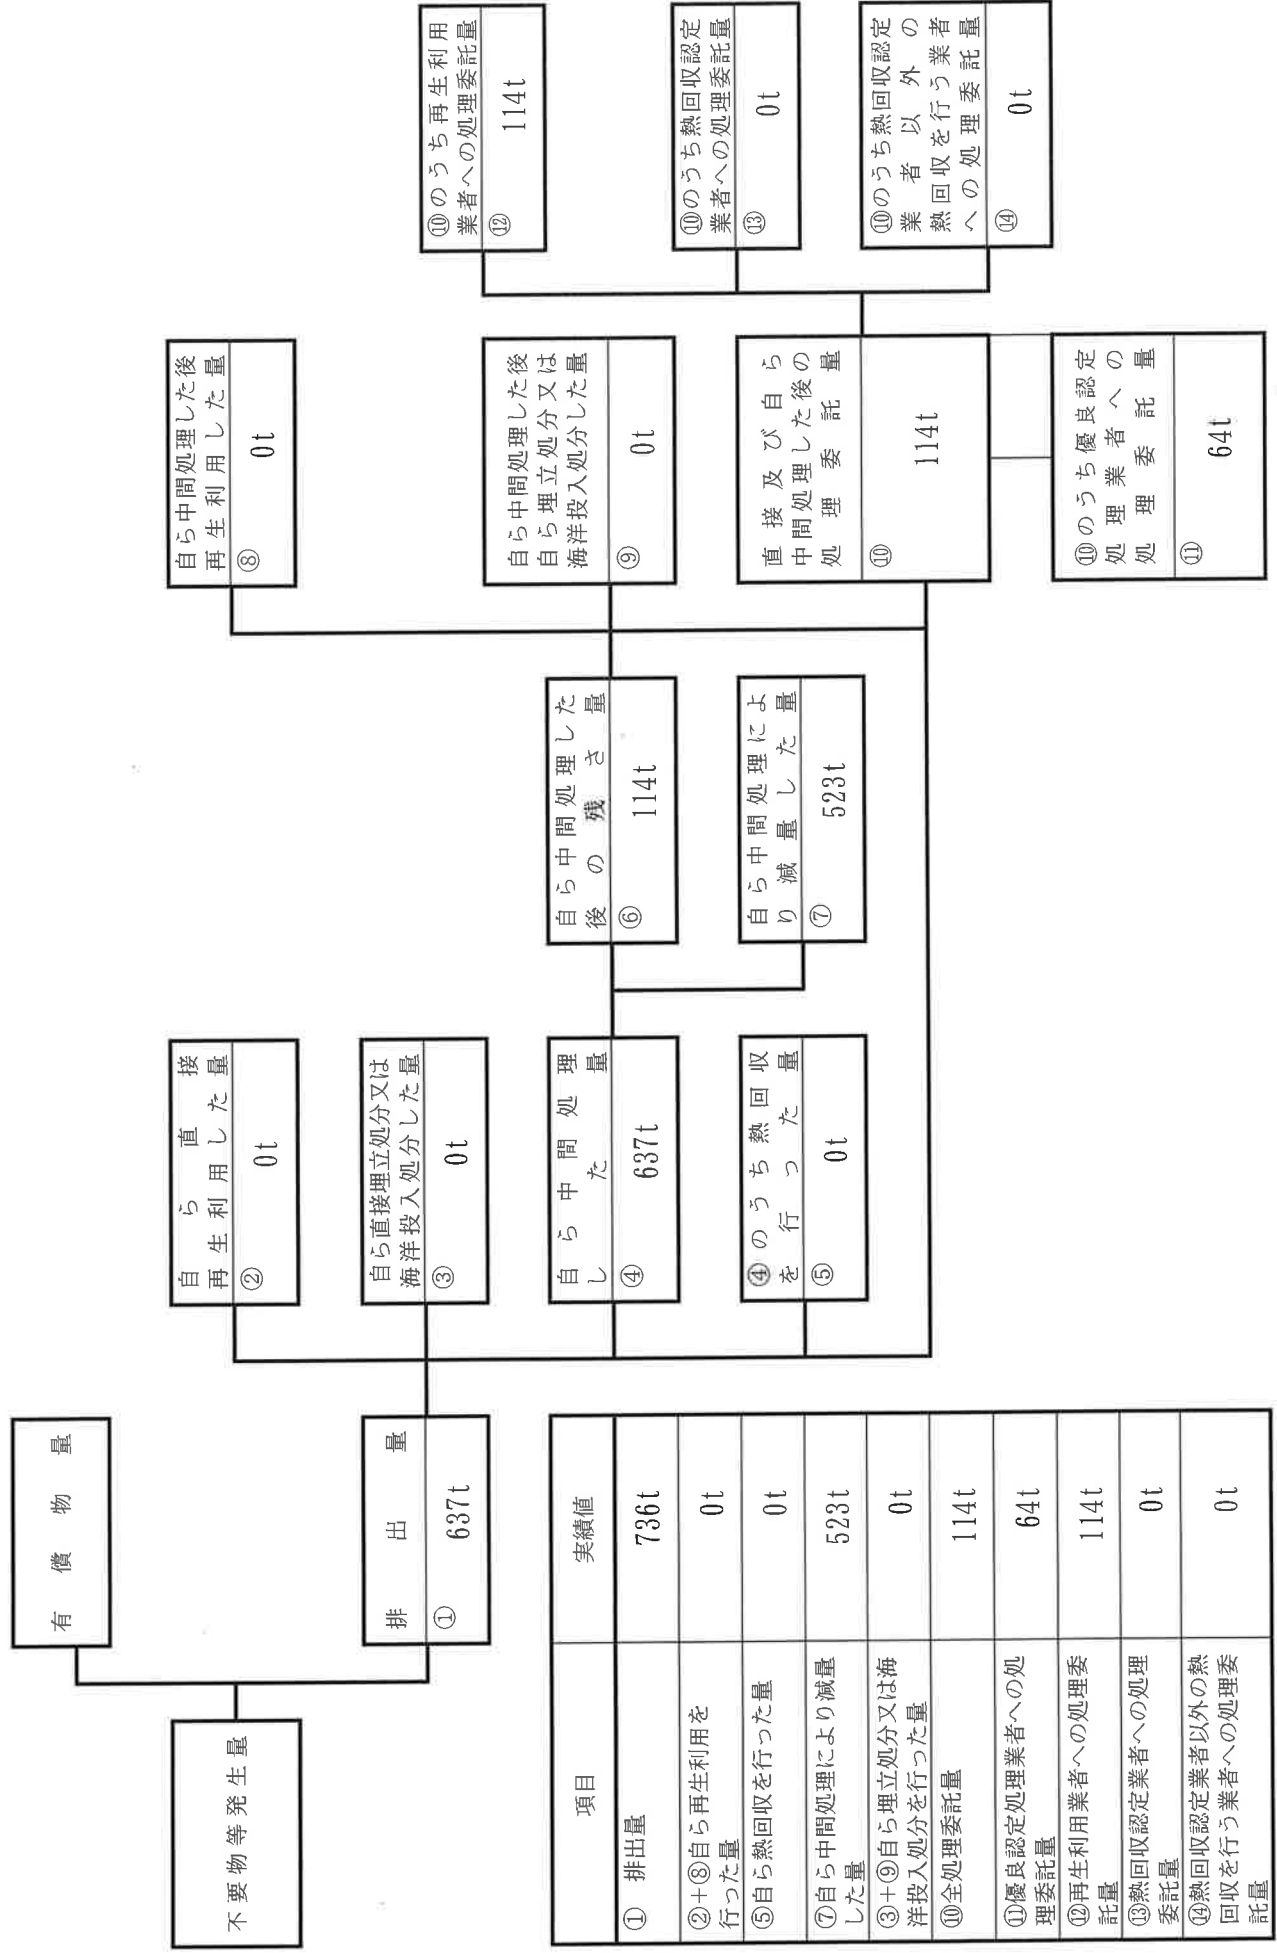 有償物量
不要物等発生量
排出量
① 637t
自ら直接
再生利用した量
② 0t
自ら直接埋立処分又は
海洋投入処分した量
③ 0t
自ら中間処理
した量
④ 637t
④のうち熱回収
を行った量
⑤ 0t
自ら中間処理した
後の残さ量
⑥ 114t
自ら中間処理によ
り減量した量
⑦ 523t
自ら中間処理した後
再生利用した量
⑧ 0t
自ら中間処理した後
自ら埋立処分又は
海洋投入処分した量
⑨ 0t
直接及び自ら
中間処理した後の
処理委託量
⑩ 114t
⑩のうち優良認定
処理業者への
処理委託量
⑪ 64t
⑩のうち再生利用
業者への処理委託量
⑫ 114t
⑩のうち熱回収認定
業者への処理委託量
⑬ 0t
⑩のうち熱回収認定
業者以外の
熱回収を行う業者
への処理委託量
⑭ 0t
項目 実績値
① 排出量 736t
②+⑧自ら再生利用を
行った量 0t
⑤自ら熱回収を行った量 0t
⑦自ら中間処理により減量
した量 523t
③+⑨自ら埋立処分又は海
洋投入処分を行った量 0t
⑩全処理委託量 114t
⑪優良認定処理業者への処
理委託量 64t
⑫再生利用業者への処理委
託量 114t
⑬熱回収認定業者への処理
委託量 0t
⑭熱回収認定業者以外の熱
回収を行う業者への処理委
託量 0t